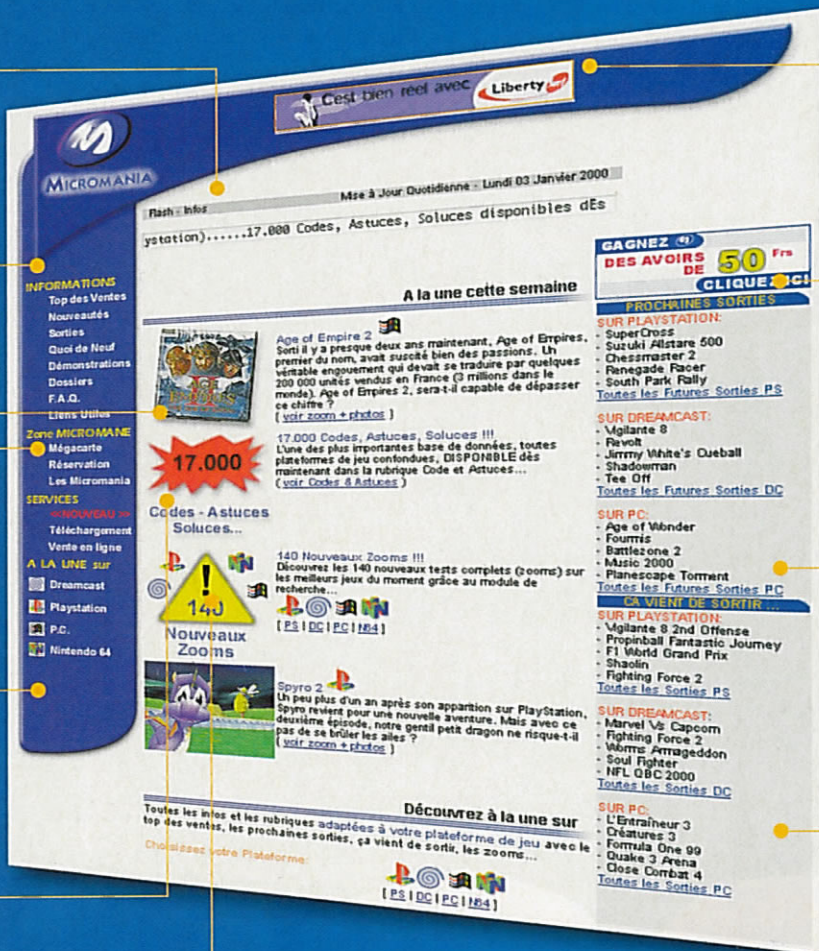 C'est bien réel avec Liberty
MICROMANIA
Flash - Infos
Mise à Jour Quotidienne - Lundi 03 Janvier 2000
ystation)......17.000 Codes, Astuces, Soluces disponibles dEs
INFORMATIONS
Top des Ventes
Nouveautés
Sorties
Quoi de Neuf
Démonstrations
Dossiers
F.A.Q.
Liens Utiles
Zone MICROMANE
Mégacarte
Réservation
Les Micromania
SERVICES
<<NOUVEAU >>
Téléchargement
Vente en ligne
A LA UNE sur
Dreamcast
Playstation
P.C.
Nintendo 64
A la une cette semaine
Age of Empire 2
Sorti il y a presque deux ans maintenant, Age of Empires,
premier du nom, avait suscité bien des passions. Un
véritable engouement qui devait se traduire par quelques
200 000 unités vendus en France (3 millions dans le
monde). Age of Empires 2, sera-t-il capable de dépasser
ce chiffre ?
[ voir zoom + photos ]
17.000
Codes - Astuces
Soluces...
17.000 Codes, Astuces, Soluces !!!
L'une des plus importantes base de données, toutes
plateformes de jeu confondues, DISPONIBLE dès
maintenant dans la rubrique Code et Astuces...
( voir Codes & Astuces )
!
140
Nouveaux
Zooms
140 Nouveaux Zooms !!!
Découvrez les 140 nouveaux tests complets (zooms) sur
les meilleurs jeux du moment grâce au module de
recherche...
[ PS | DC | PC | N64 ]
Spyro 2
Un peu plus d'un an après son apparition sur PlayStation,
Spyro revient pour une nouvelle aventure. Mais avec ce
deuxième épisode, notre gentil petit dragon ne risque-t-il
pas de se brûler les ailes ?
[ voir zoom + photos ]
Découvrez à la une sur
Toutes les infos et les rubriques adaptées à votre plateforme de jeu avec le
top des ventes, les prochaines sorties, ça vient de sortir, les zooms...
Choisissez votre Plateforme:
[ PS | DC | PC | N64 ]
GAGNEZ
DES AVOIRS
DE 50 Frs
CLIQUEZ ICI
PROCHAINES SORTIES
SUR PLAYSTATION:
- SuperCross
- Suzuki Allstare 500
- Chessmaster 2
- Renegade Racer
- South Park Rally
Toutes les Futures Sorties PS
SUR DREAMCAST:
- Vigilante 8
- Revolt
- Jimmy White's Cueball
- Shadowman
- Tee Off
Toutes les Futures Sorties DC
SUR PC:
- Age of Wonder
- Fourmis
- Battlezone 2
- Music 2000
- Planescape Torment
Toutes les Futures Sorties PC
CA VIENT DE SORTIR ...
SUR PLAYSTATION:
- Vigilante 8 2nd Offense
- Propinball Fantastic Journey
- F1 World Grand Prix
- Shaolin
- Fighting Force 2
Toutes les Sorties PS
SUR DREAMCAST:
- Marvel Vs Capcom
- Fighting Force 2
- Worms Armageddon
- Soul Fighter
- NFL QBC 2000
Toutes les Sorties DC
SUR PC:
- L'Entraîneur 3
- Créatures 3
- Formula One 99
- Quake 3 Arena
- Close Combat 4
Toutes les Sorties PC